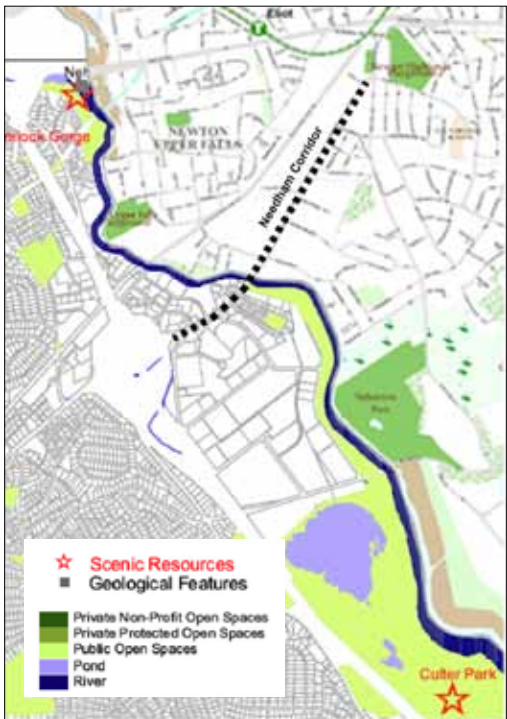 Eliot
T
NEWTON
UPPER FALLS
Needham Corridor
Scenic Resources
Geological Features
Private Non-Profit Open Spaces
Private Protected Open Spaces
Public Open Spaces
Pond
River
Culter Park